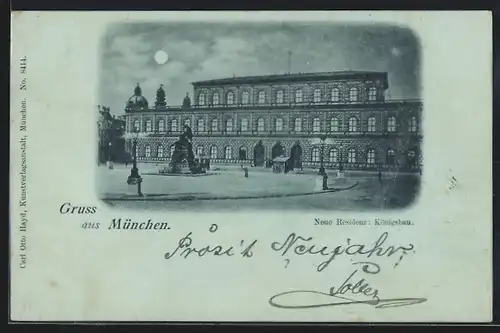 Carl Otto Hayd, Kunstverlagsanstalt, München. No. 8414.
Gruss
aus München.
Neue Residenz: Königsbau.
Prosit Neujahr